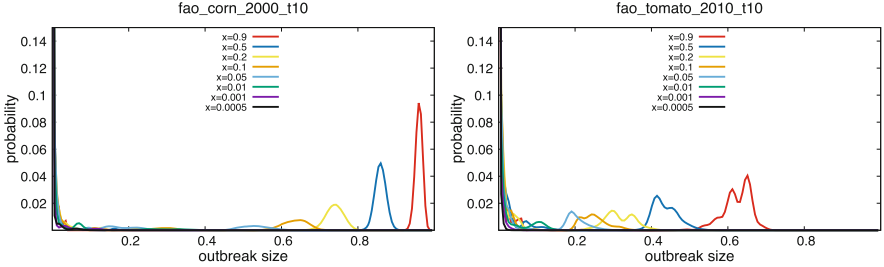 fao_corn_2000_t10
0.14
0.12
0.1
0.08
0.06
0.04
0.02
probability
x=0.9
x=0.5
x=0.2
x=0.1
x=0.05
x=0.01
x=0.001
x=0.0005
0.2
0.4
0.6
0.8
outbreak size
fao_tomato_2010_t10
0.14
0.12
0.1
0.08
0.06
0.04
0.02
probability
x=0.9
x=0.5
x=0.2
x=0.1
x=0.05
x=0.01
x=0.001
x=0.0005
0.2
0.4
0.6
0.8
outbreak size